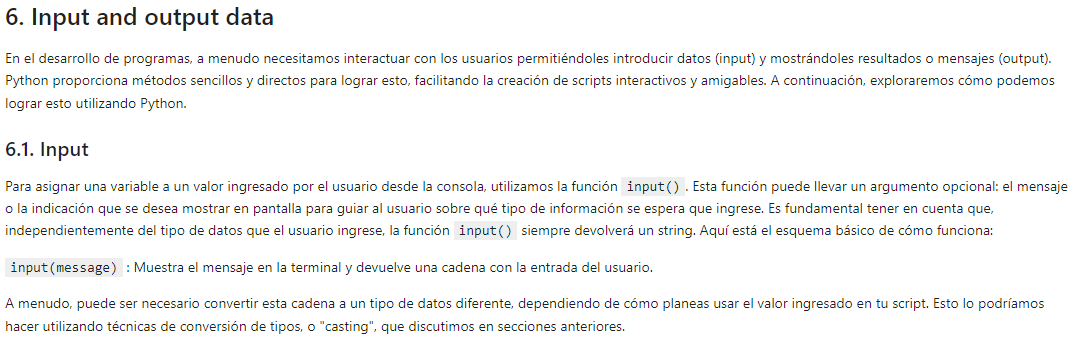 6. Input and output data
En el desarrollo de programas, a menudo necesitamos interactuar con los usuarios permitiéndoles introducir datos (input) y mostrándoles resultados o mensajes (output).
Python proporciona métodos sencillos y directos para lograr esto, facilitando la creación de scripts interactivos y amigables. A continuación, exploraremos cómo podemos
lograr esto utilizando Python.
6.1. Input
Para asignar una variable a un valor ingresado por el usuario desde la consola, utilizamos la función input() . Esta función puede llevar un argumento opcional: el mensaje
o la indicación que se desea mostrar en pantalla para guiar al usuario sobre qué tipo de información se espera que ingrese. Es fundamental tener en cuenta que,
independientemente del tipo de datos que el usuario ingrese, la función input() siempre devolverá un string. Aquí está el esquema básico de cómo funciona:
input(message) : Muestra el mensaje en la terminal y devuelve una cadena con la entrada del usuario.
A menudo, puede ser necesario convertir esta cadena a un tipo de datos diferente, dependiendo de cómo planeas usar el valor ingresado en tu script. Esto lo podríamos
hacer utilizando técnicas de conversión de tipos, o "casting", que discutimos en secciones anteriores.